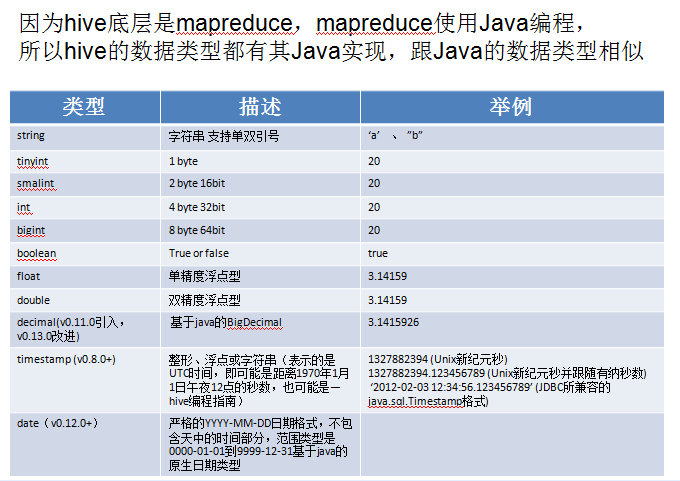 因为hive底层是mapreduce，mapreduce使用Java编程，
所以hive的数据类型都有其Java实现，跟Java的数据类型相似
类型 描述 举例
string 字符串 支持单双引号 ‘a’ 、 ”b”
tinyint 1 byte 20
smalint 2 byte 16bit 20
int 4 byte 32bit 20
bigint 8 byte 64bit 20
boolean True or false true
float 单精度浮点型 3.14159
double 双精度浮点型 3.14159
decimal(v0.11.0引入，
v0.13.0改进)
基于java的BigDecimal 3.1415926
timestamp (v0.8.0+)
整形、浮点或字符串（表示的是
UTC时间，即可能是距离1970年1月
1日午夜12点的秒数，也可能是—
hive编程指南）
1327882394 (Unix新纪元秒)
1327882394.123456789 (Unix新纪元秒并跟随有纳秒数)
‘2012-02-03 12:34:56.123456789’ (JDBC所兼容的
java.sql.Timestamp格式)
date（v0.12.0+）
严格的YYYY-MM-DD日期格式，不包
含天中的时间部分，范围类型是
0000-01-01到9999-12-31基于java的
原生日期类型